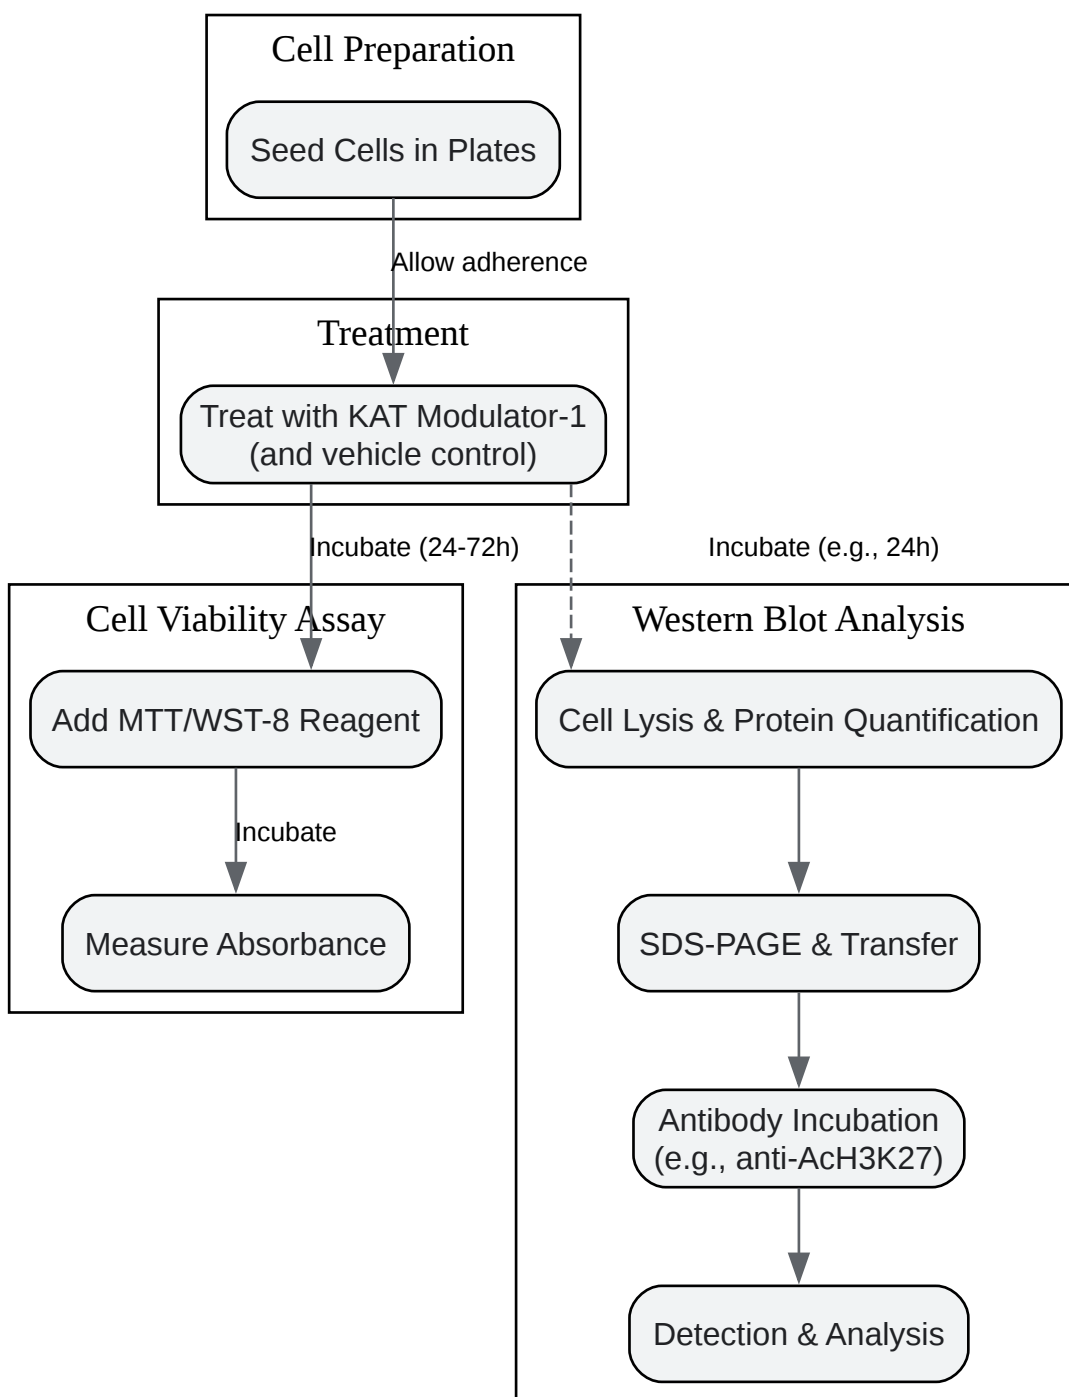 Cell Preparation
Seed Cells in Plates
Allow adherence
Treatment
Treat with KAT Modulator-1
(and vehicle control)
Incubate (24-72h)
Incubate (e.g., 24h)
Cell Viability Assay
Add MTT/WST-8 Reagent
Incubate
Measure Absorbance
Western Blot Analysis
Cell Lysis & Protein Quantification
SDS-PAGE & Transfer
Antibody Incubation
(e.g., anti-AcH3K27)
Detection & Analysis